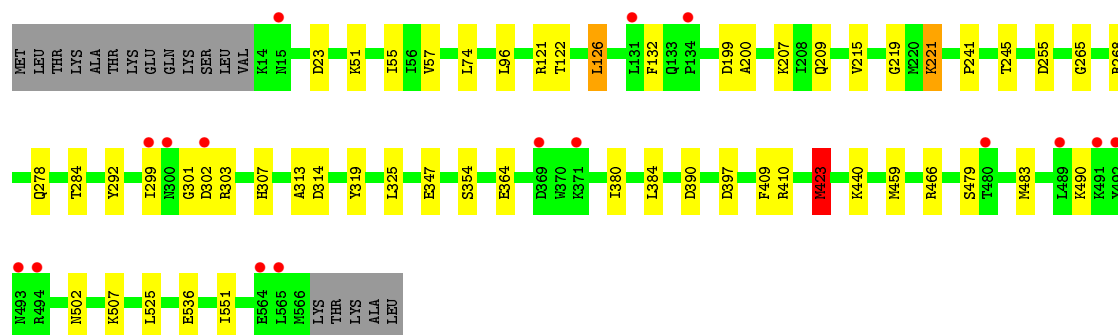 MET LEU THR LYS ALA THR LYS GLU GLN LYS SER LEU VAL K14 N15 D23 K51 I55 I56 V57 L74 L96 R121 T122 L126 L131 F132 Q133 P134 D199 A200 K207 I208 Q209 V215 G219 M220 K221 P241 T245 D255 G265
Q278 T284 Y292 I299 N300 G301 D302 R303 H307 A313 D314 Y319 L325 E347 S354 E364 D369 W370 K371 I380 L384 D390 D397 F409 R410 M423 K440 M459 R466 S479 T480 M483 L489 K490 K491
N493 R494 N502 K507 L525 E536 I551 E564 L565 M566 LYS THR LYS ALA LEU